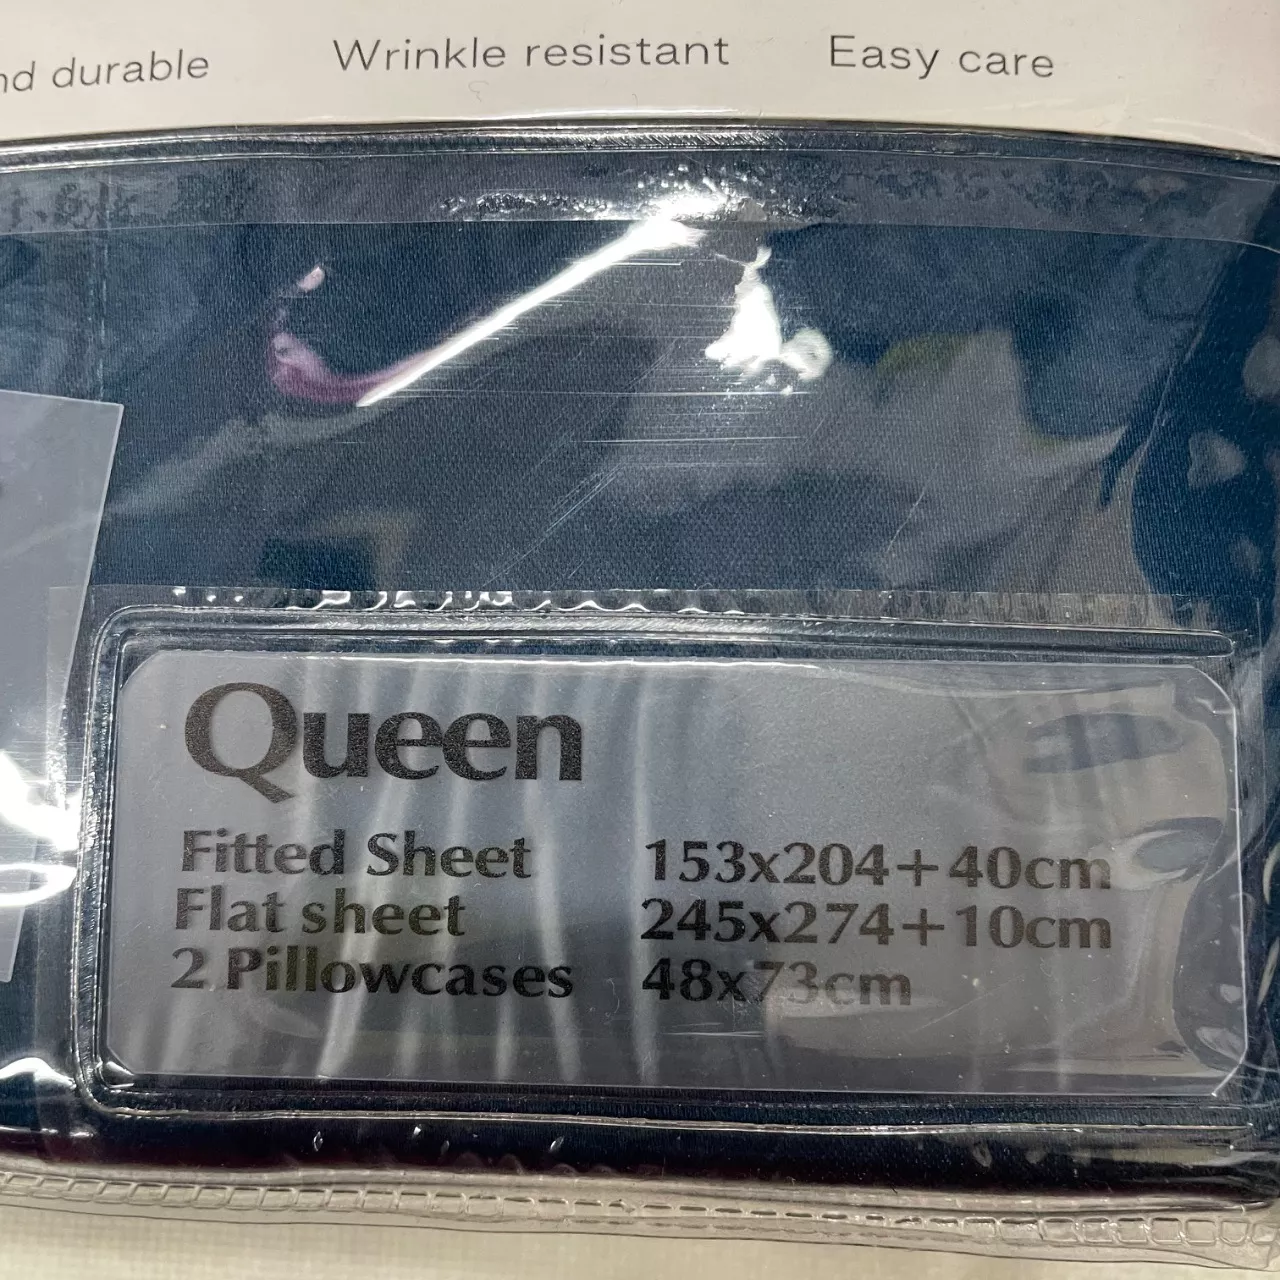 nd durable Wrinkle resistant Easy care
Queen
Fitted Sheet 153x204+40cm
Flat sheet 245x274+10cm
2 Pillowcases 48x73cm